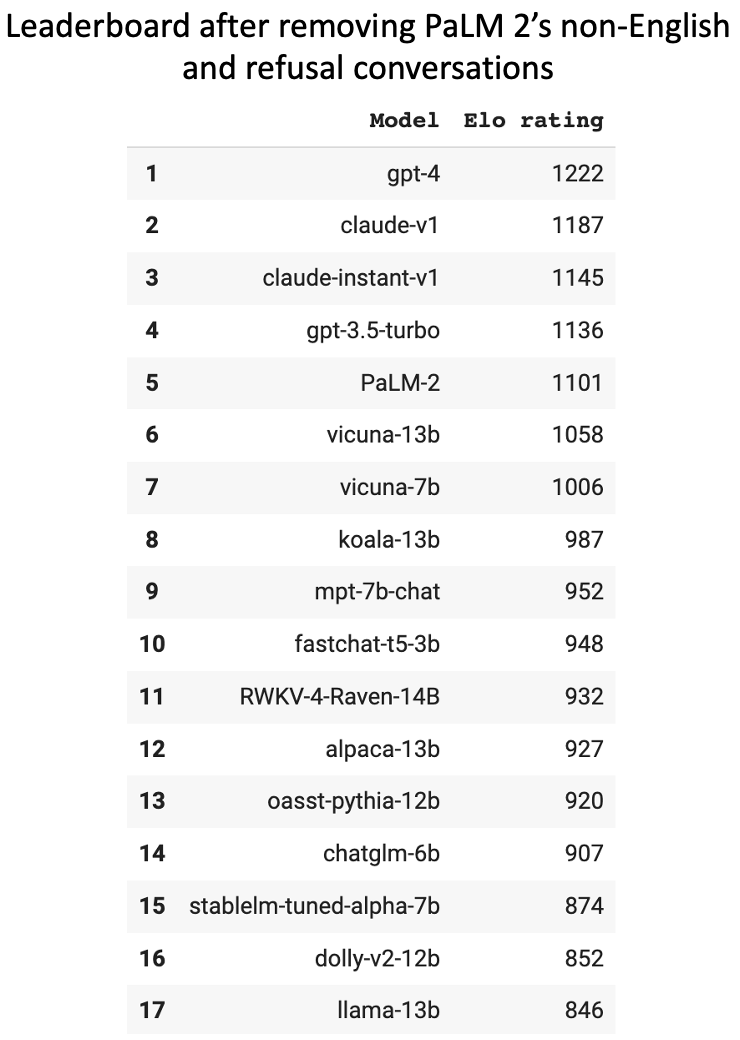 Leaderboard after removing PaLM 2’s non-English
and refusal conversations
Model Elo rating
1 gpt-4 1222
2 claude-v1 1187
3 claude-instant-v1 1145
4 gpt-3.5-turbo 1136
5 PaLM-2 1101
6 vicuna-13b 1058
7 vicuna-7b 1006
8 koala-13b 987
9 mpt-7b-chat 952
10 fastchat-t5-3b 948
11 RWKV-4-Raven-14B 932
12 alpaca-13b 927
13 oasst-pythia-12b 920
14 chatglm-6b 907
15 stablelm-tuned-alpha-7b 874
16 dolly-v2-12b 852
17 llama-13b 846